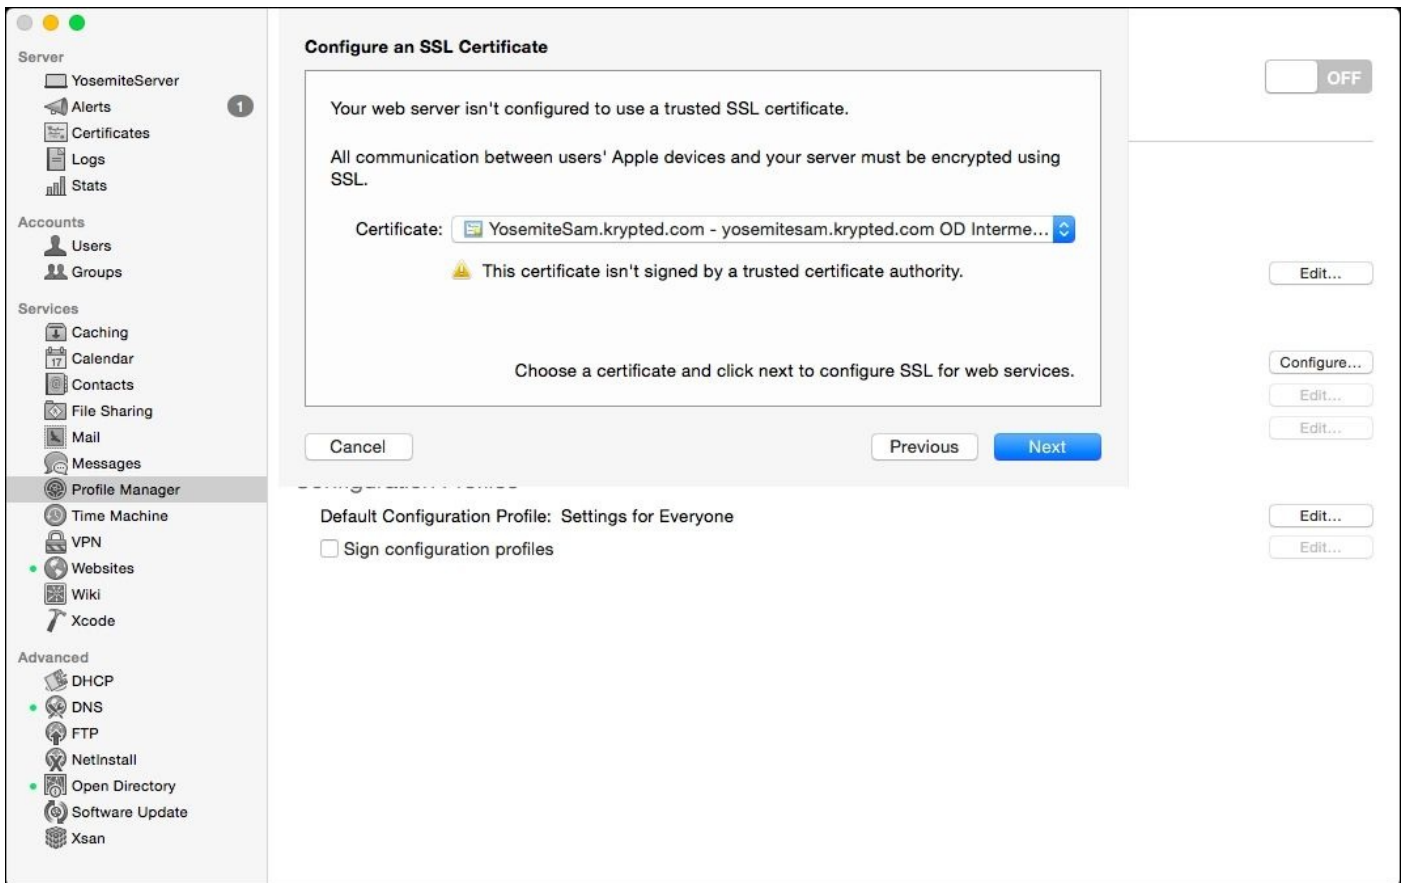 Server
YosemiteServer
Alerts 1
Certificates
Logs
Stats
Accounts
Users
Groups
Services
Caching
17 Calendar
Contacts
File Sharing
Mail
Messages
Profile Manager
Time Machine
VPN
Websites
Wiki
Xcode
Advanced
DHCP
DNS
FTP
NetInstall
Open Directory
Software Update
Xsan
Configure an SSL Certificate
Your web server isn't configured to use a trusted SSL certificate.
All communication between users' Apple devices and your server must be encrypted using
SSL.
Certificate: YosemiteSam.krypted.com - yosemitesam.krypted.com OD Interme...
This certificate isn't signed by a trusted certificate authority.
Choose a certificate and click next to configure SSL for web services.
Cancel Previous Next
OFF
Edit...
Configure...
Edit...
Edit...
Configuration Profiles
Default Configuration Profile: Settings for Everyone Edit...
Sign configuration profiles Edit...